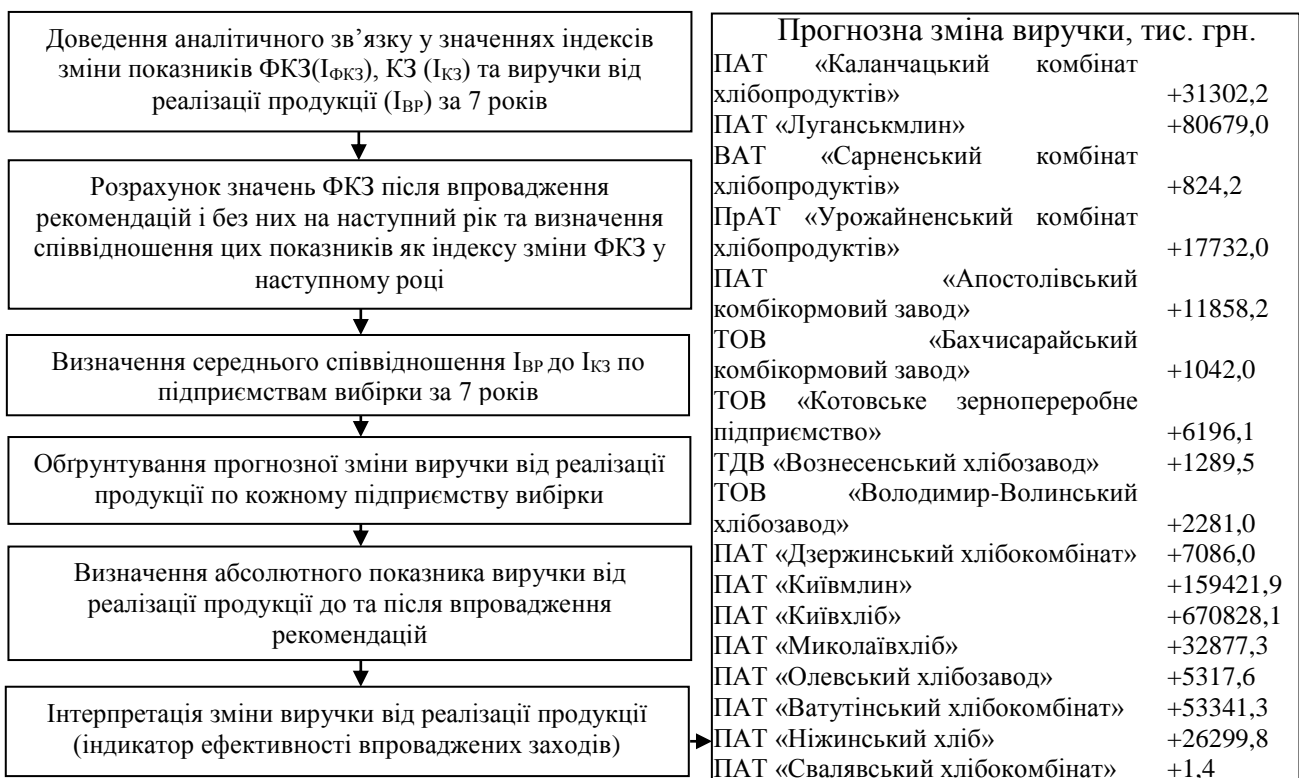 Доведення аналітичного зв’язку у значеннях індексів
зміни показників ФКЗ(IФКЗ), КЗ (IКЗ) та виручки від
реалізації продукції (IВР) за 7 років
Розрахунок значень ФКЗ після впровадження
рекомендацій і без них на наступний рік та визначення
співвідношення цих показників як індексу зміни ФКЗ у
наступному році
Визначення середнього співвідношення IВР до IКЗ по
підприємствам вибірки за 7 років
Обґрунтування прогнозної зміни виручки від реалізації
продукції по кожному підприємству вибірки
Визначення абсолютного показника виручки від
реалізації продукції до та після впровадження
рекомендацій
Інтерпретація зміни виручки від реалізації продукції
(індикатор ефективності впроваджених заходів)
Прогнозна зміна виручки, тис. грн.
ПАТ «Каланчацький комбінат
хлібопродуктів» +31302,2
ПАТ «Луганськмлин» +80679,0
ВАТ «Сарненський комбінат
хлібопродуктів» +824,2
ПрАТ «Урожайненський комбінат
хлібопродуктів» +17732,0
ПАТ «Апостолівський
комбікормовий завод» +11858,2
ТОВ «Бахчисарайський
комбікормовий завод» +1042,0
ТОВ «Котовське зернопереробне
підприємство» +6196,1
ТДВ «Вознесенський хлібозавод» +1289,5
ТОВ «Володимир-Волинський
хлібозавод» +2281,0
ПАТ «Дзержинський хлібокомбінат» +7086,0
ПАТ «Київмлин» +159421,9
ПАТ «Київхліб» +670828,1
ПАТ «Миколаївхліб» +32877,3
ПАТ «Олевський хлібозавод» +5317,6
ПАТ «Ватутінський хлібокомбінат» +53341,3
ПАТ «Ніжинський хліб» +26299,8
ПАТ «Свалявський хлібокомбінат» +1,4